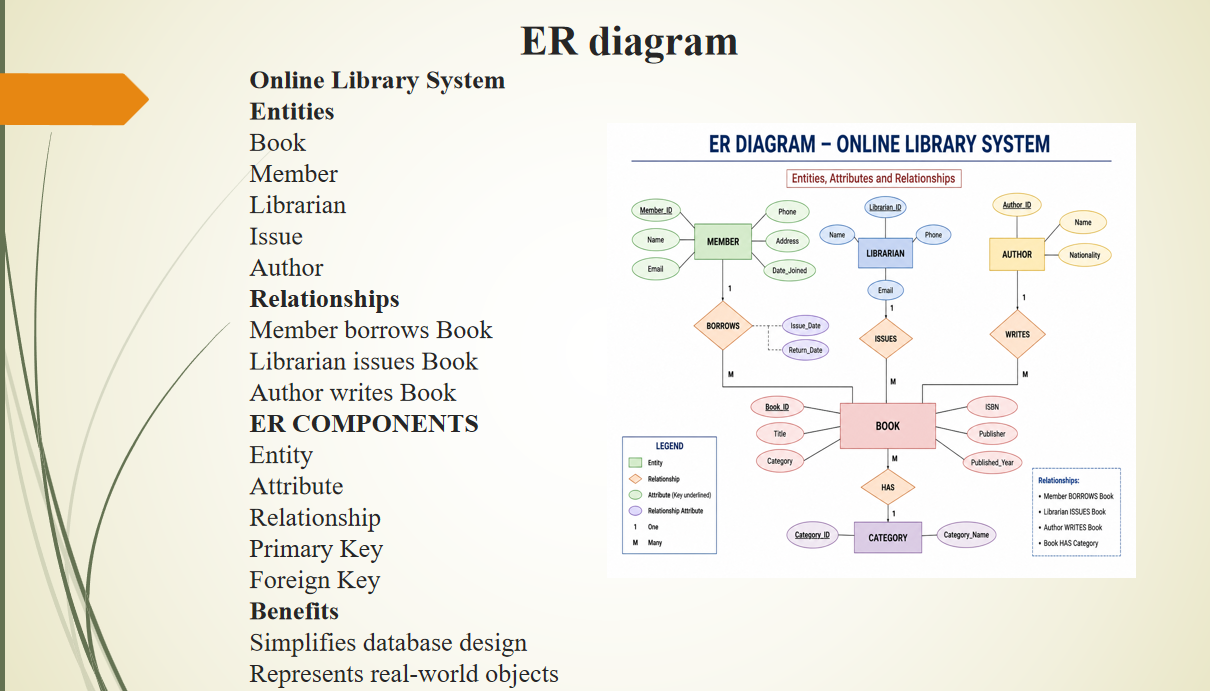 ER diagram
Online Library System
Entities
Book
Member
Librarian
Issue
Author
Relationships
Member borrows Book
Librarian issues Book
Author writes Book
ER COMPONENTS
Entity
Attribute
Relationship
Primary Key
Foreign Key
Benefits
Simplifies database design
Represents real-world objects
ER DIAGRAM – ONLINE LIBRARY SYSTEM
Entities, Attributes and Relationships
Member_ID
Name
Email
MEMBER
Phone
Address
Date_Joined
1
BORROWS
Issue_Date
Return_Date
M
Librarian_ID
Name
Phone
LIBRARIAN
Email
1
ISSUES
M
Author_ID
Name
AUTHOR
Nationality
1
WRITES
M
Book_ID
Title
Category
BOOK
ISBN
Publisher
Published_Year
M
HAS
1
Category_ID
CATEGORY
Category_Name
LEGEND
Entity
Relationship
Attribute (Key underlined)
Relationship Attribute
1 One
M Many
Relationships:
• Member BORROWS Book
• Librarian ISSUES Book
• Author WRITES Book
• Book HAS Category